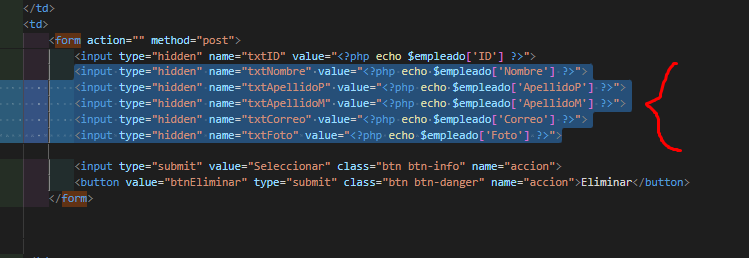 </td>
<td>
<form action="" method="post">
<input type="hidden" name="txtID" value="<?php echo $empleado['ID'] ?>">
<input type="hidden" name="txtNombre" value="<?php echo $empleado['Nombre'] ?>">
<input type="hidden" name="txtApellidoP" value="<?php echo $empleado['ApellidoP'] ?>">
<input type="hidden" name="txtApellidoM" value="<?php echo $empleado['ApellidoM'] ?>">
<input type="hidden" name="txtCorreo" value="<?php echo $empleado['Correo'] ?>">
<input type="hidden" name="txtFoto" value="<?php echo $empleado['Foto'] ?>">
<input type="submit" value="Seleccionar" class="btn btn-info" name="accion">
<button value="btnEliminar" type="submit" class="btn btn-danger" name="accion">Eliminar</button>
</form>